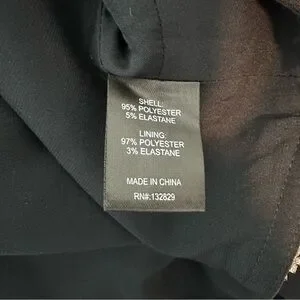 SHELL:
95% POLYESTER
5% ELASTANE
LINING:
97% POLYESTER
3% ELASTANE
MADE IN CHINA
RN#:132829